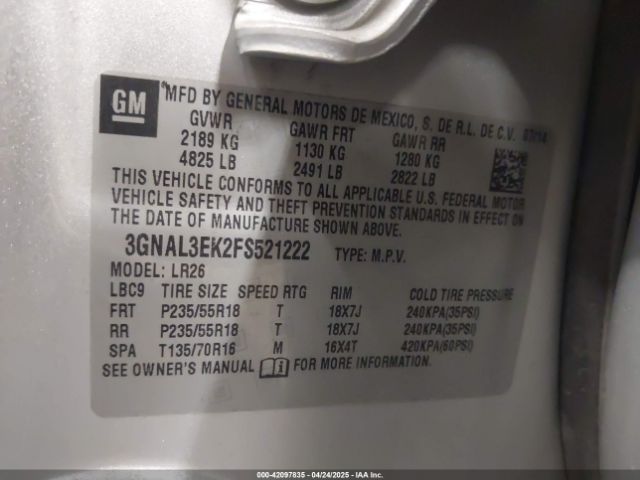 GM
MFD BY GENERAL MOTORS DE MEXICO, S. DE R.L. DE C.V. 07/14
GVWR GAWR FRT GAWR RR
2189 KG 1130 KG 1280 KG
4825 LB 2491 LB 2822 LB
THIS VEHICLE CONFORMS TO ALL APPLICABLE U.S. FEDERAL MOTOR
VEHICLE SAFETY AND THEFT PREVENTION STANDARDS IN EFFECT ON
THE DATE OF MANUFACTURE SHOWN ABOVE.
3GNAL3EK2FS521222 TYPE: M.P.V.
MODEL: LR26
LBC9 TIRE SIZE SPEED RTG RIM COLD TIRE PRESSURE
FRT P235/55R18 T 18X7J 240KPA(35PSI)
RR P235/55R18 T 18X7J 240KPA(35PSI)
SPA T135/70R16 M 16X4T 420KPA(60PSI)
SEE OWNER'S MANUAL i FOR MORE INFORMATION.
000-42097835 - 04/24/2025 - IAAI.COM